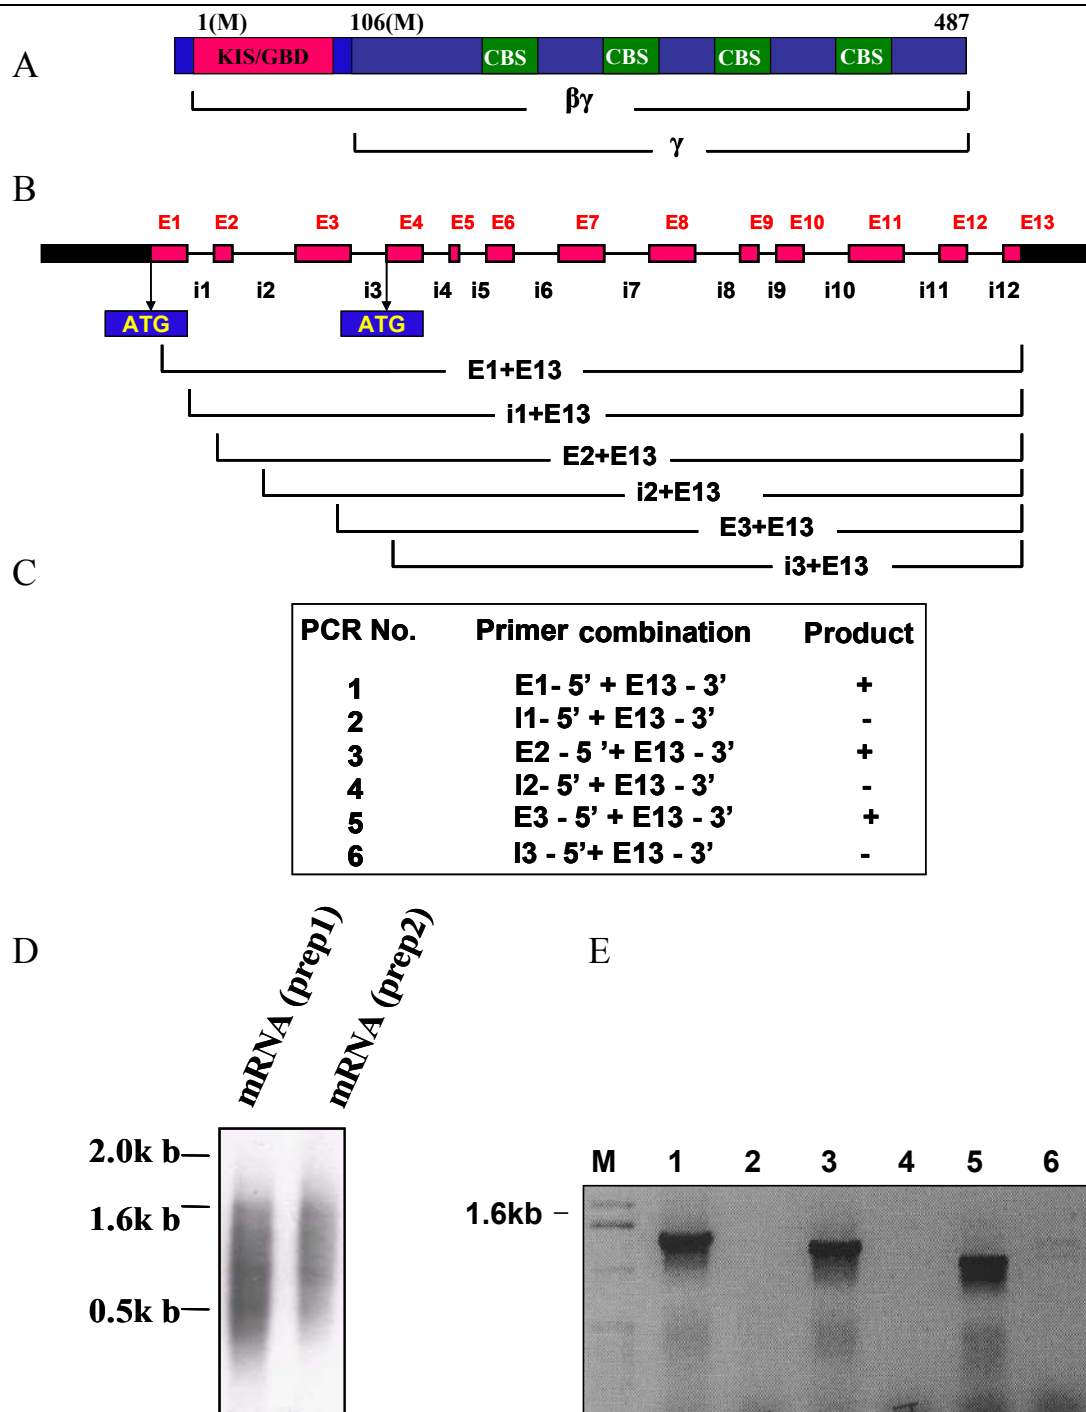 A
1(M) 106(M) 487
KIS/GBD CBS CBS CBS CBS
βγ
γ
B
E1 E2 E3 E4 E5 E6 E7 E8 E9 E10 E11 E12 E13
i1 i2 i3 i4 i5 i6 i7 i8 i9 i10 i11 i12
ATG ATG
E1+E13
i1+E13
E2+E13
i2+E13
E3+E13
i3+E13
C
PCR No. Primer combination Product
1 E1- 5’ + E13 - 3’ +
2 I1- 5’ + E13 - 3’ -
3 E2 - 5 ’+ E13 - 3’ +
4 I2- 5’ + E13 - 3’ -
5 E3 - 5’ + E13 - 3’ +
6 I3 - 5’+ E13 - 3’ -
D
mRNA (prep1)
mRNA (prep2)
2.0k b
1.6k b
0.5k b
E
M 1 2 3 4 5 6
1.6kb